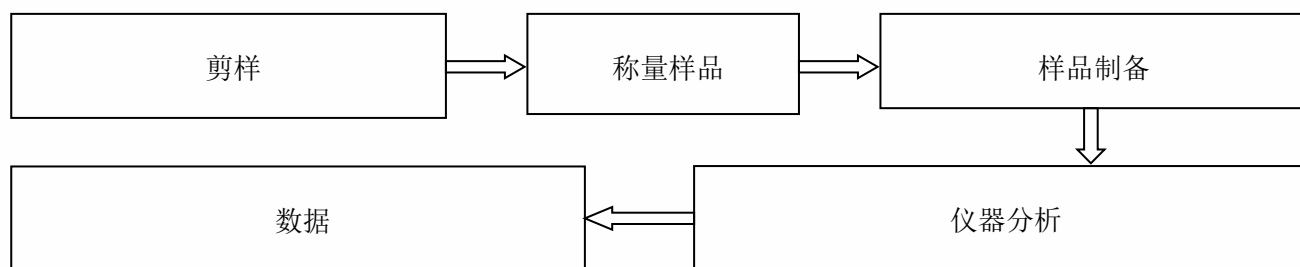 剪样
称量样品
样品制备
仪器分析
数据